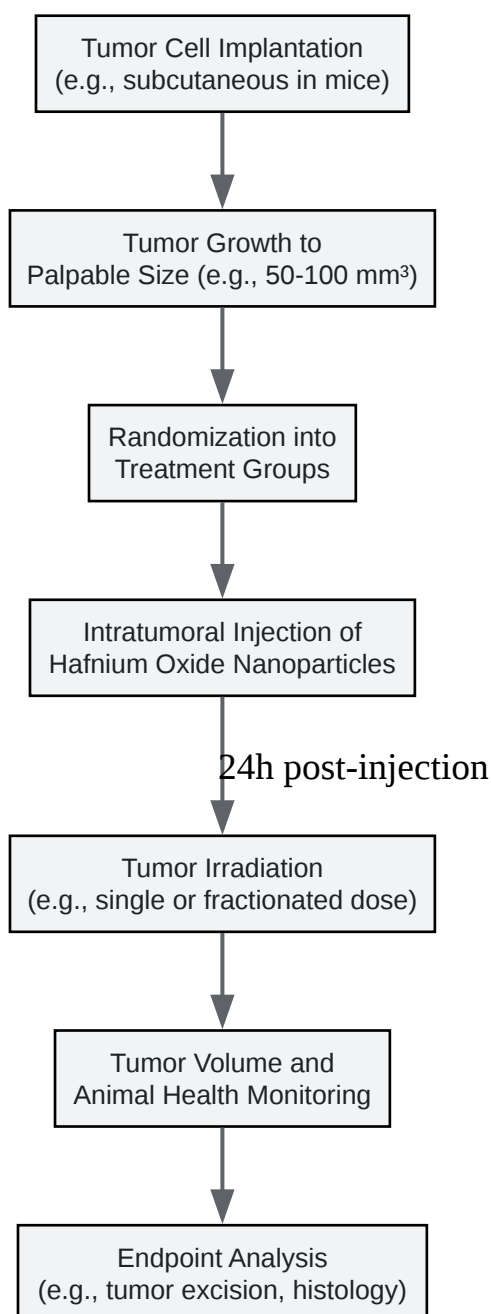 Tumor Cell Implantation
(e.g., subcutaneous in mice)
Tumor Growth to
Palpable Size (e.g., 50-100 mm³)
Randomization into
Treatment Groups
Intratumoral Injection of
Hafnium Oxide Nanoparticles
24h post-injection
Tumor Irradiation
(e.g., single or fractionated dose)
Tumor Volume and
Animal Health Monitoring
Endpoint Analysis
(e.g., tumor excision, histology)